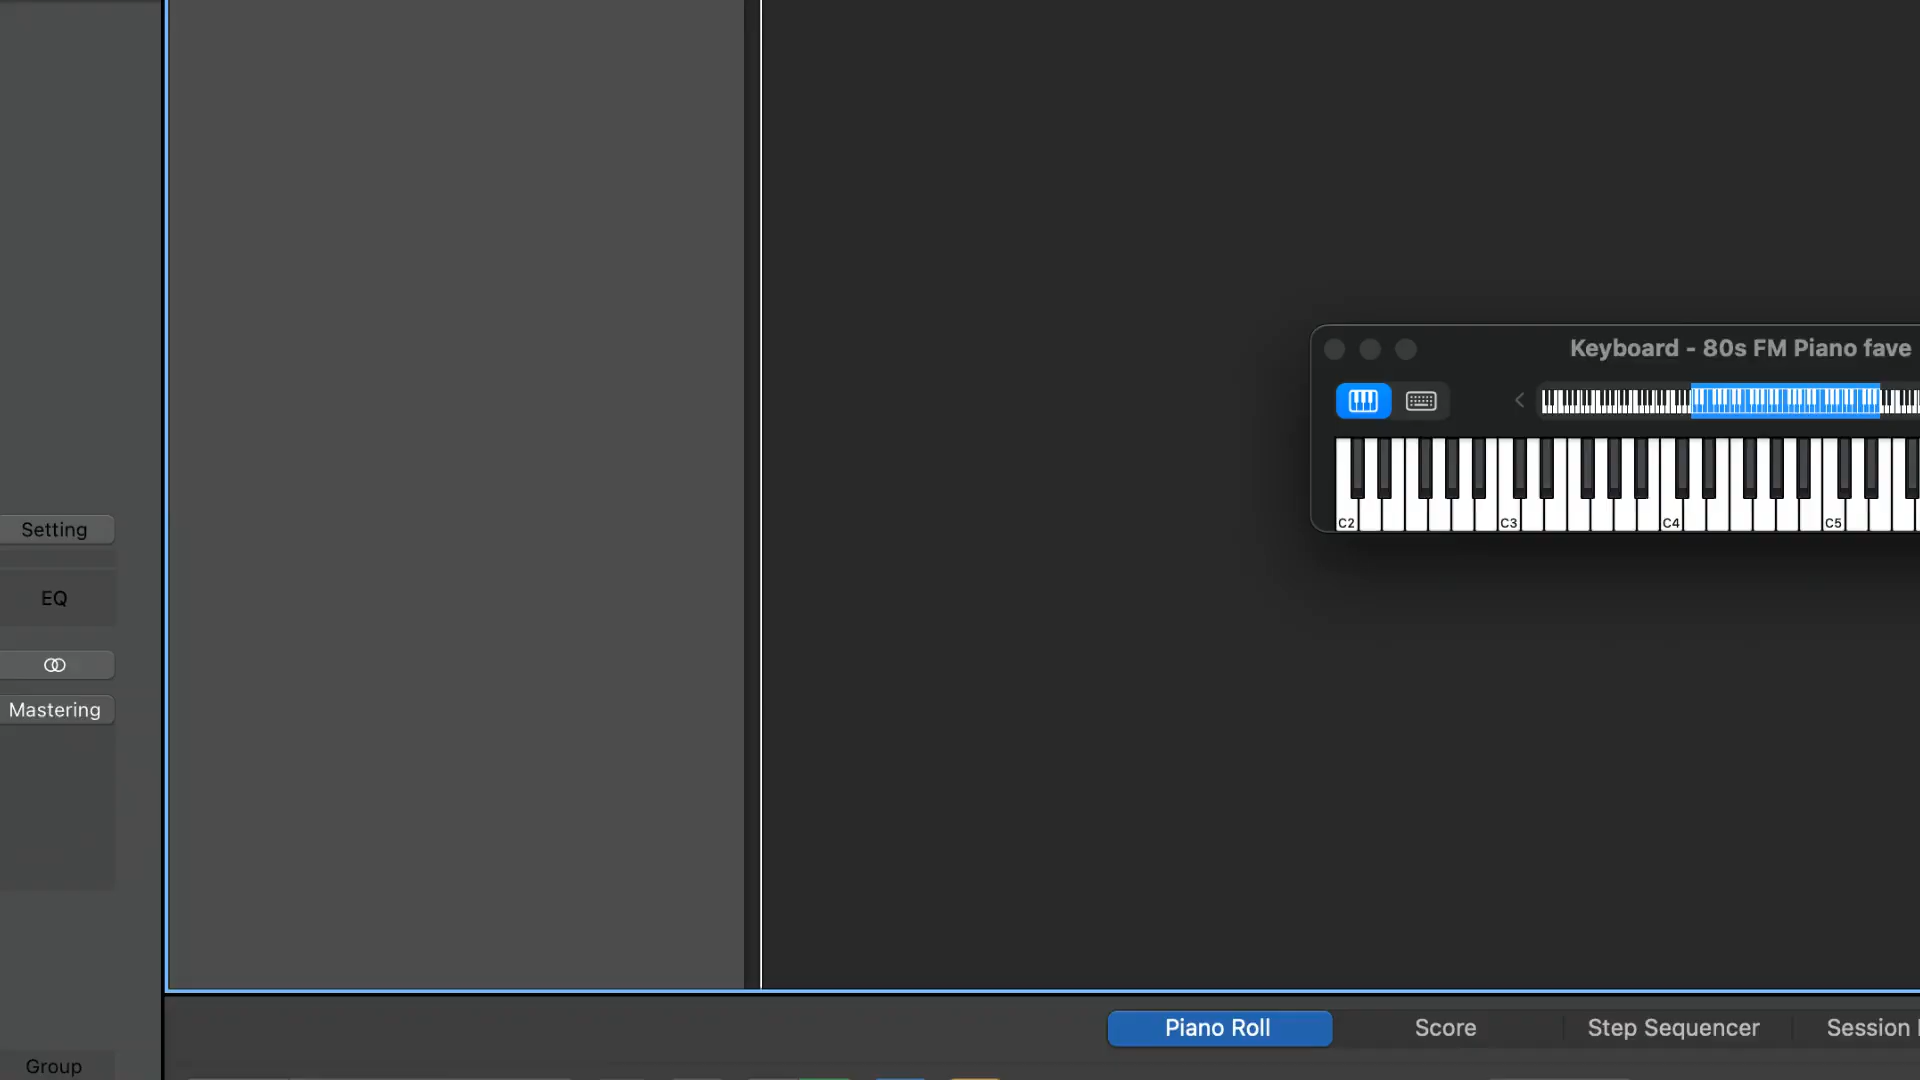 Keyboard - 80s FM Piano fave
C2 C3 C4 C5
Setting
EQ
Mastering
Piano Roll Score Step Sequencer Session
Group